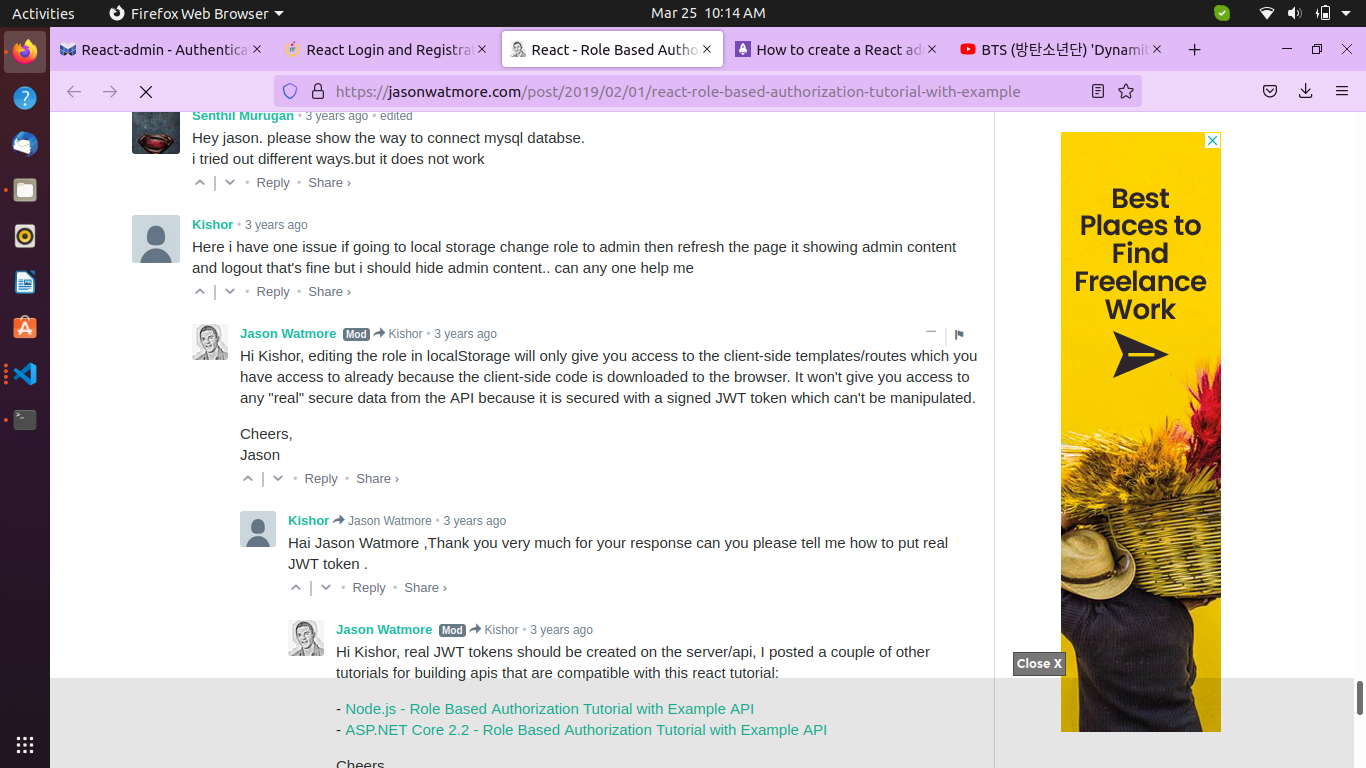 Activities
Firefox Web Browser
Mar 25 10:14 AM
React-admin - Authentica
React Login and Registra
React - Role Based Autho
How to create a React ad
BTS (방탄소년단) 'Dynamit
https://jasonwatmore.com/post/2019/02/01/react-role-based-authorization-tutorial-with-example
Senthil Murugan • 3 years ago • edited
Hey jason. please show the way to connect mysql databse.
i tried out different ways.but it does not work
• Reply • Share ›
Kishor • 3 years ago
Here i have one issue if going to local storage change role to admin then refresh the page it showing admin content
and logout that's fine but i should hide admin content.. can any one help me
• Reply • Share ›
Jason Watmore Mod Kishor • 3 years ago
Hi Kishor, editing the role in localStorage will only give you access to the client-side templates/routes which you
have access to already because the client-side code is downloaded to the browser. It won't give you access to
any "real" secure data from the API because it is secured with a signed JWT token which can't be manipulated.
Cheers,
Jason
• Reply • Share ›
Kishor Jason Watmore • 3 years ago
Hai Jason Watmore ,Thank you very much for your response can you please tell me how to put real
JWT token .
• Reply • Share ›
Jason Watmore Mod Kishor • 3 years ago
Hi Kishor, real JWT tokens should be created on the server/api, I posted a couple of other
tutorials for building apis that are compatible with this react tutorial:
- Node.js - Role Based Authorization Tutorial with Example API
- ASP.NET Core 2.2 - Role Based Authorization Tutorial with Example API
Cheers
Best
Places to
Find
Freelance
Work
Close X